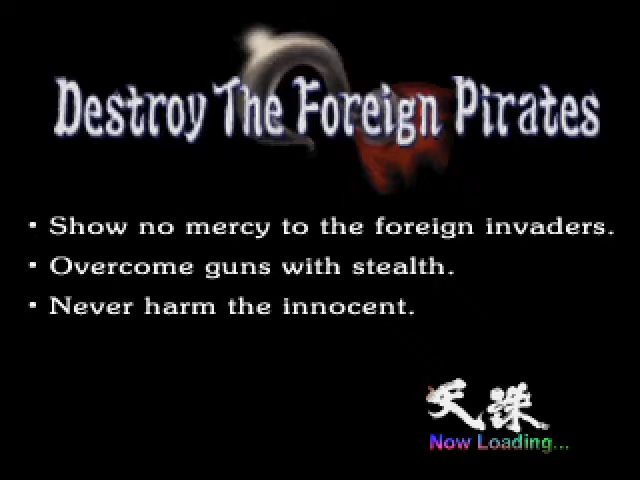 Destroy The Foreign Pirates
· Show no mercy to the foreign invaders.
· Overcome guns with stealth.
· Never harm the innocent.
天誅
Now Loading...